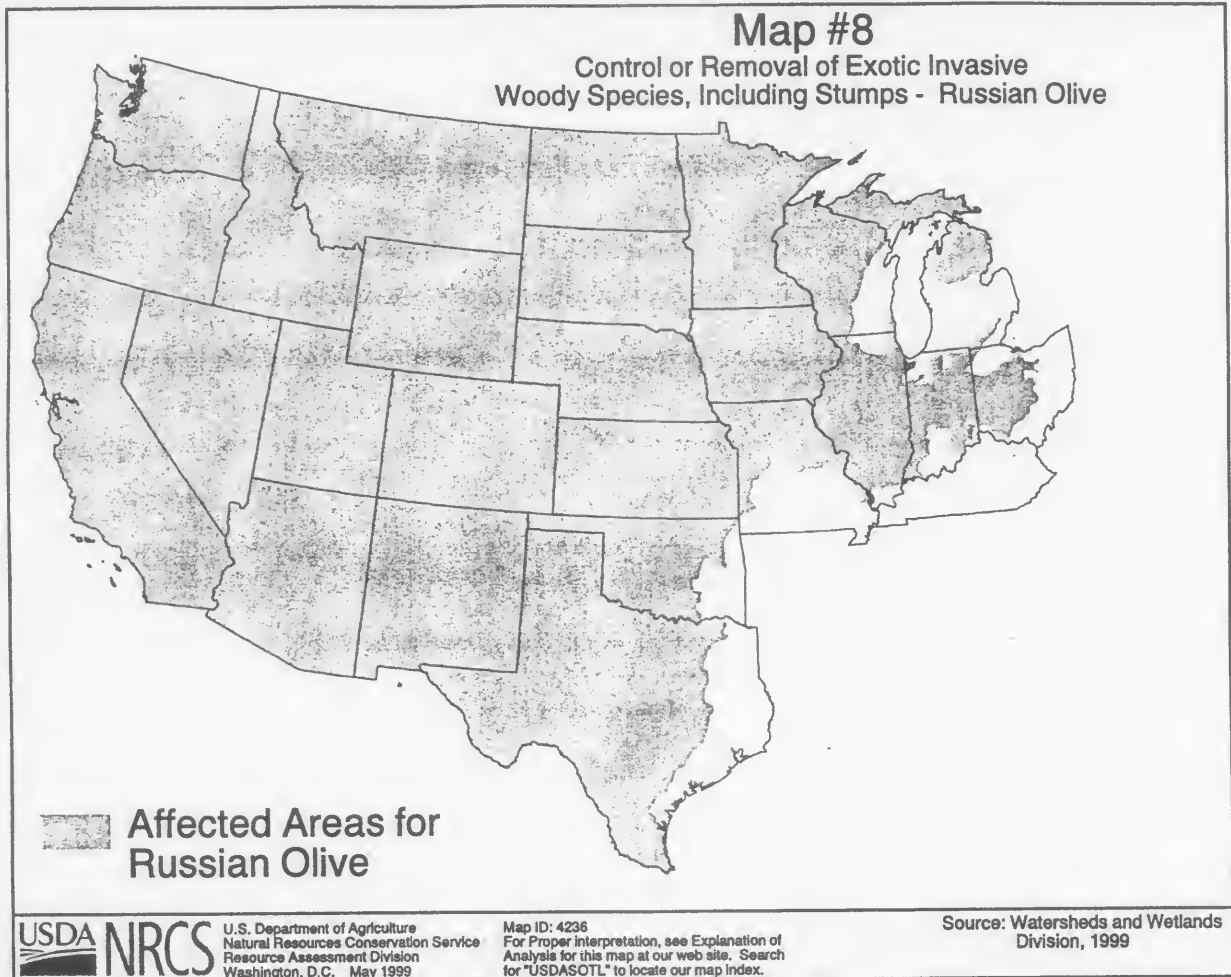 Map #8
Control or Removal of Exotic Invasive
Woody Species, Including Stumps - Russian Olive
Affected Areas for
Russian Olive
USDA NRCS
U.S. Department of Agriculture
Natural Resources Conservation Service
Resource Assessment Division
Washington, D.C. May 1999
Map ID: 4236
For Proper interpretation, see Explanation of
Analysis for this map at our web site. Search
for "USDASOTL" to locate our map index.
Source: Watersheds and Wetlands
Division, 1999